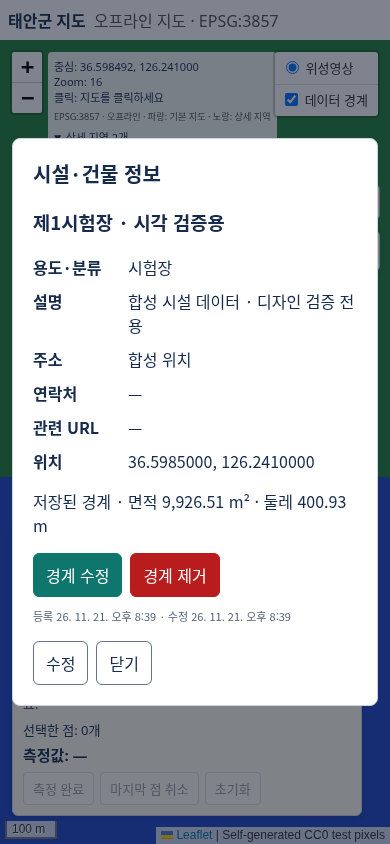 태안군 지도 오프라인 지도 · EPSG:3857
+
−
중심: 36.598492, 126.241000
Zoom: 16
클릭: 지도를 클릭하세요
EPSG:3857 · 오프라인 · 파랑: 기본 지도 · 노랑: 상세 지역
▼ 상세 지역 2개
위성영상
데이터 경계
시설·건물 정보
제1시험장 · 시각 검증용
용도·분류 시험장
설명 합성 시설 데이터 · 디자인 검증 전
용
주소 합성 위치
연락처 —
관련 URL —
위치 36.5985000, 126.2410000
저장된 경계 · 면적 9,926.51 m² · 둘레 400.93
m
경계 수정 경계 제거
등록 26. 11. 21. 오후 8:39 · 수정 26. 11. 21. 오후 8:39
수정 닫기
선택한 점: 0개
측정값: —
측정 완료 마지막 점 취소 초기화
100 m
Leaflet | Self-generated CC0 test pixels